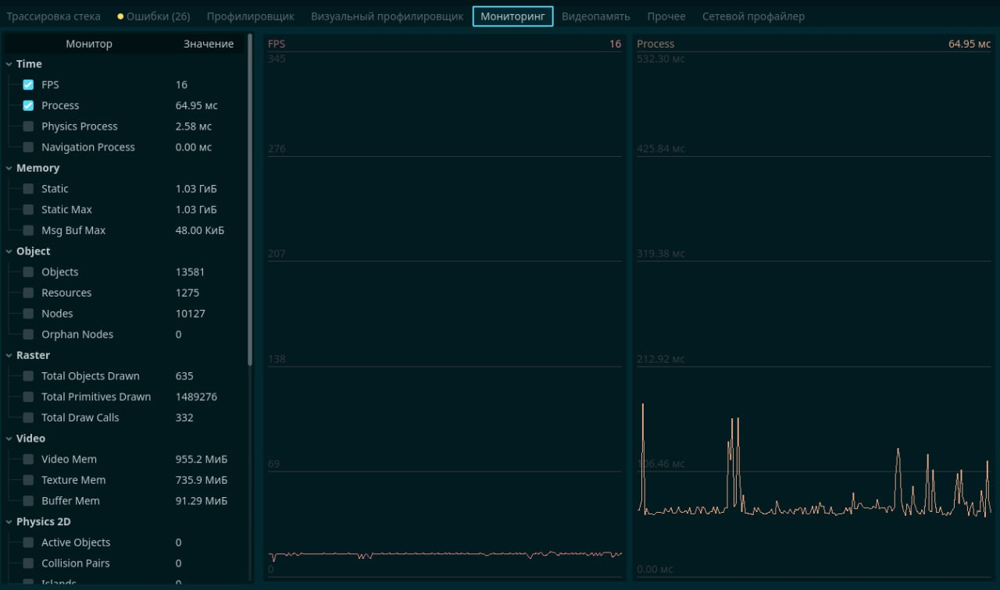 Трассировка стека Ошибки (26) Профилировщик Визуальный профилировщик Мониторинг Видеопамять Прочее Сетевой профайлер
Монитор Значение
Time
FPS 16
Process 64.95 мс
Physics Process 2.58 мс
Navigation Process 0.00 мс
Memory
Static 1.03 ГиБ
Static Max 1.03 ГиБ
Msg Buf Max 48.00 КиБ
Object
Objects 13581
Resources 1275
Nodes 10127
Orphan Nodes 0
Raster
Total Objects Drawn 635
Total Primitives Drawn 1489276
Total Draw Calls 332
Video
Video Mem 955.2 МиБ
Texture Mem 735.9 МиБ
Buffer Mem 91.29 МиБ
Physics 2D
Active Objects 0
Collision Pairs 0
Islands 0
FPS 16
345
276
207
138
69
0
Process 64.95 мс
532.30 мс
425.84 мс
319.38 мс
212.92 мс
106.46 мс
0.00 мс